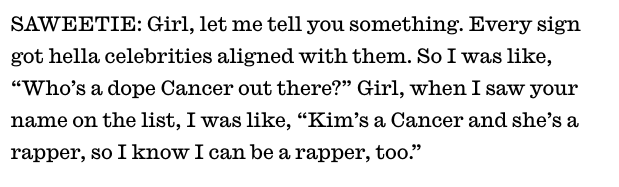 SAWEETIE: Girl, let me tell you something. Every sign
got hella celebrities aligned with them. So I was like,
“Who’s a dope Cancer out there?” Girl, when I saw your
name on the list, I was like, “Kim’s a Cancer and she’s a
rapper, so I know I can be a rapper, too.”